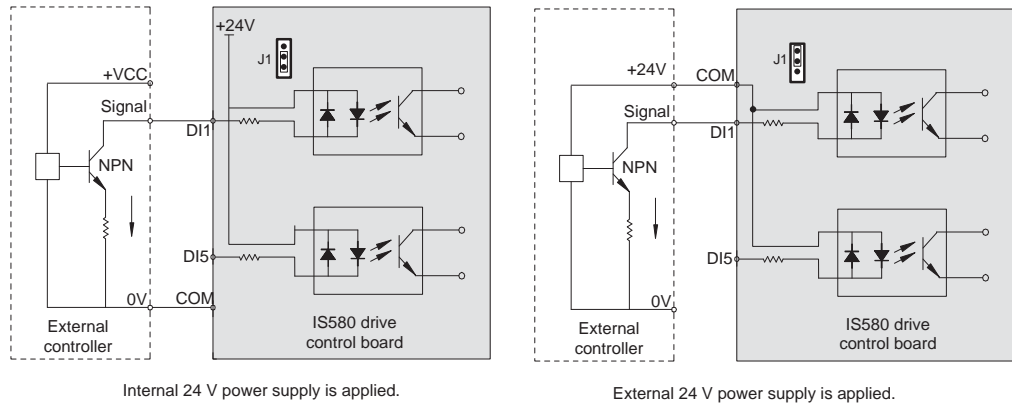 +24V
J1
+VCC
Signal
DI1
NPN
DI5
0V
COM
External
controller
IS580 drive
control board
Internal 24 V power supply is applied.
J1
+24V
COM
Signal
DI1
NPN
DI5
0V
External
controller
IS580 drive
control board
External 24 V power supply is applied.